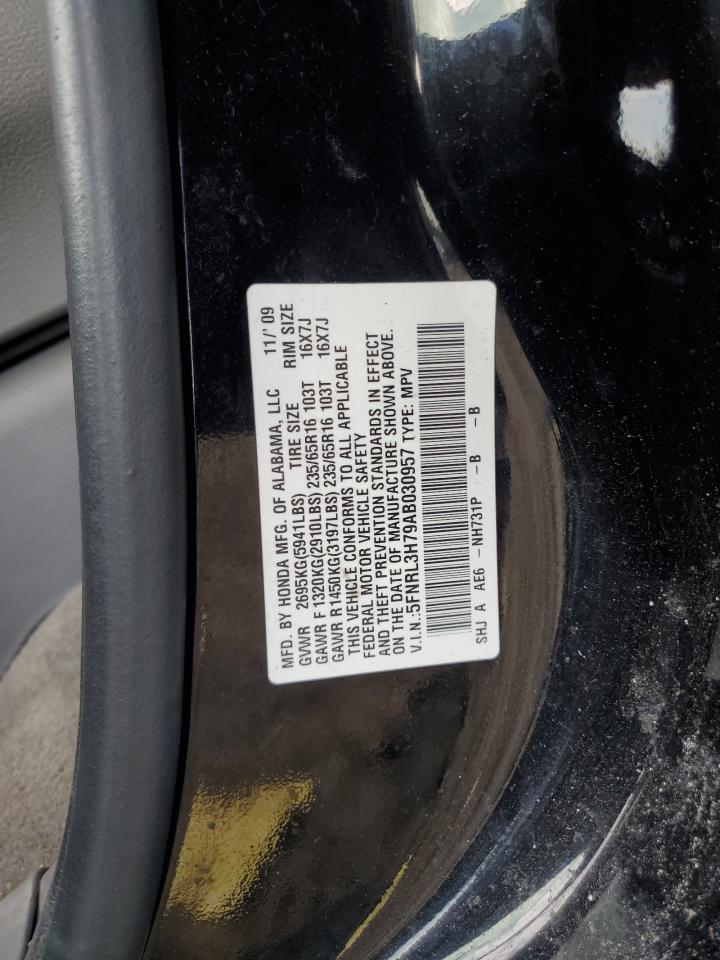 MFD. BY HONDA MFG. OF ALABAMA, LLC 11/' 09
GVWR 2695KG(5941LBS) TIRE SIZE RIM SIZE
GAWR F 1320KG(2910LBS) 235/65R16 103T 16X7J
GAWR R1450KG(3197LBS) 235/65R16 103T 16X7J
THIS VEHICLE CONFORMS TO ALL APPLICABLE
FEDERAL MOTOR VEHICLE SAFETY
AND THEFT PREVENTION STANDARDS IN EFFECT
ON THE DATE OF MANUFACTURE SHOWN ABOVE.
V.I.N.:5FNRL3H79AB030957 TYPE: MPV
SHJ A AE6 -NH731P -B -B